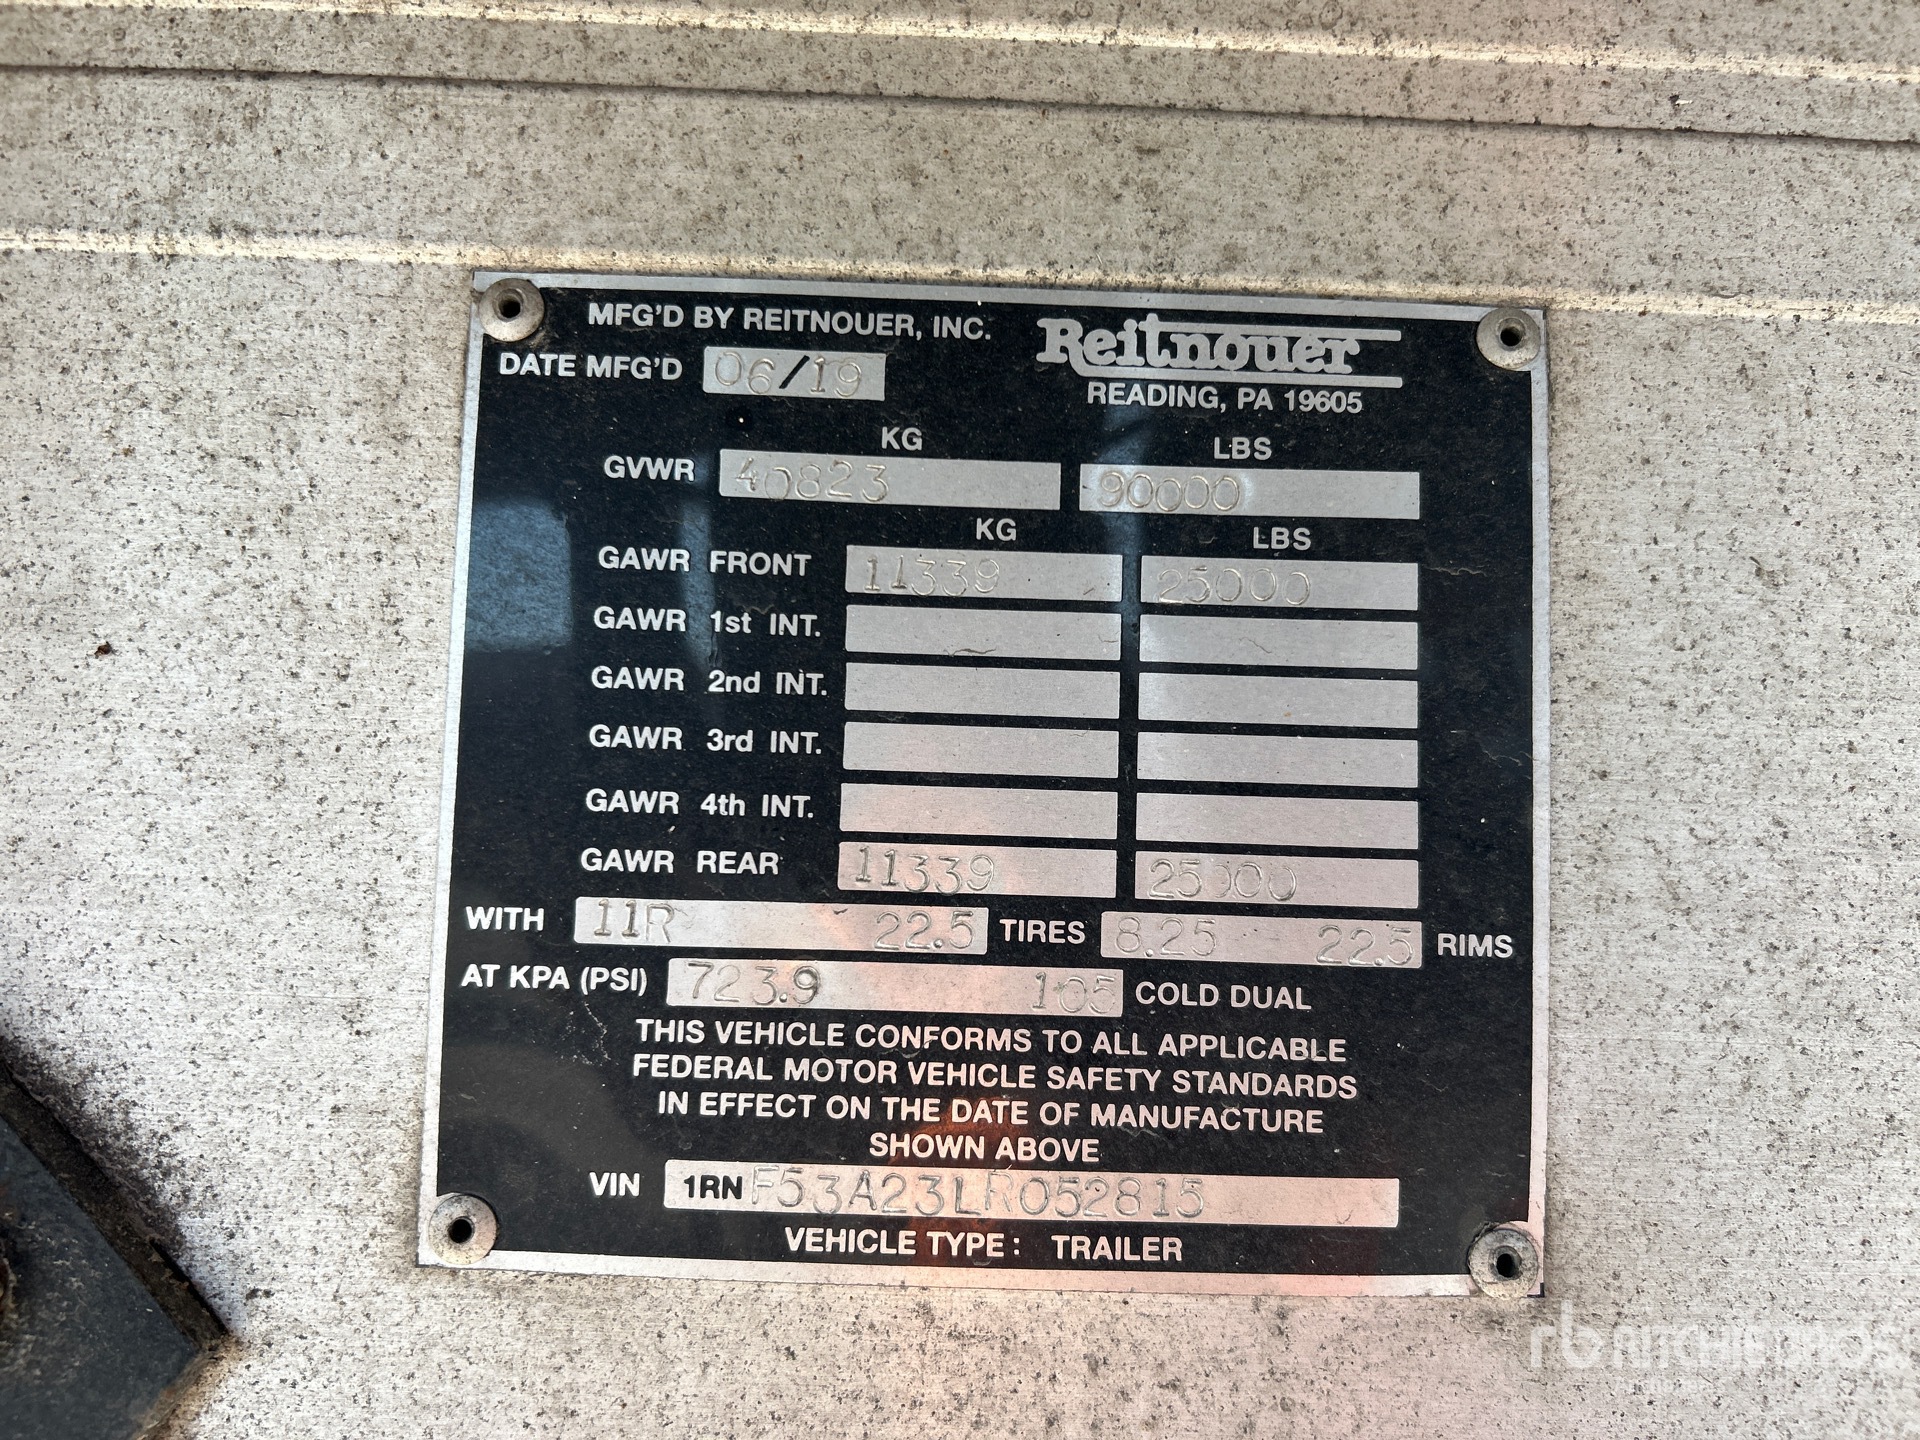 MFG'D BY REITNOUER, INC.
Reitnouer
DATE MFG'D 06/19
READING, PA 19605
KG LBS
GVWR 40823 90000
KG LBS
GAWR FRONT 11339 25000
GAWR 1st INT.
GAWR 2nd INT.
GAWR 3rd INT.
GAWR 4th INT.
GAWR REAR 11339 25000
WITH 11R 22.5 TIRES 8.25 22.5 RIMS
AT KPA (PSI) 723.9 105 COLD DUAL
THIS VEHICLE CONFORMS TO ALL APPLICABLE
FEDERAL MOTOR VEHICLE SAFETY STANDARDS
IN EFFECT ON THE DATE OF MANUFACTURE
SHOWN ABOVE
VIN 1RNF53A23LR052815
VEHICLE TYPE: TRAILER
rb RITCHIE BROS